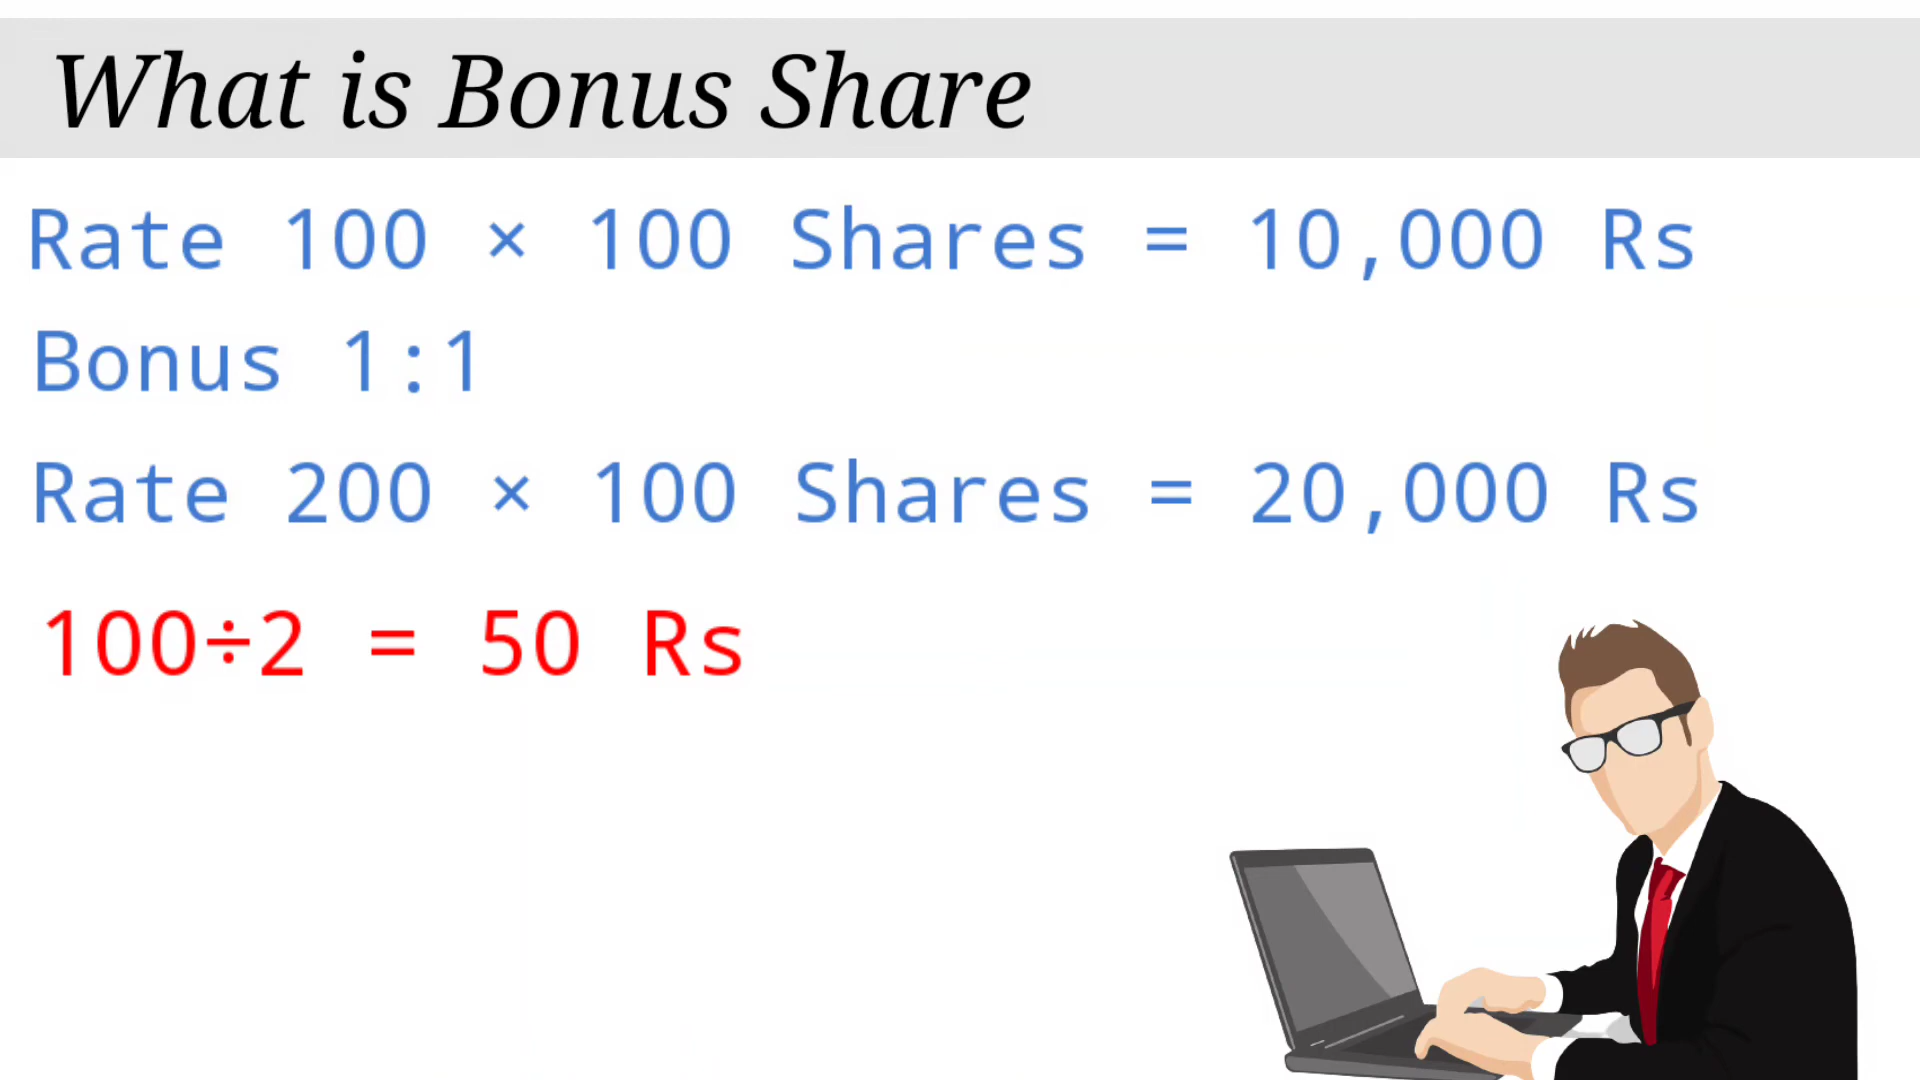 What is Bonus Share
Rate 100 × 100 Shares = 10,000 Rs
Bonus 1:1
Rate 200 × 100 Shares = 20,000 Rs
100÷2 = 50 Rs